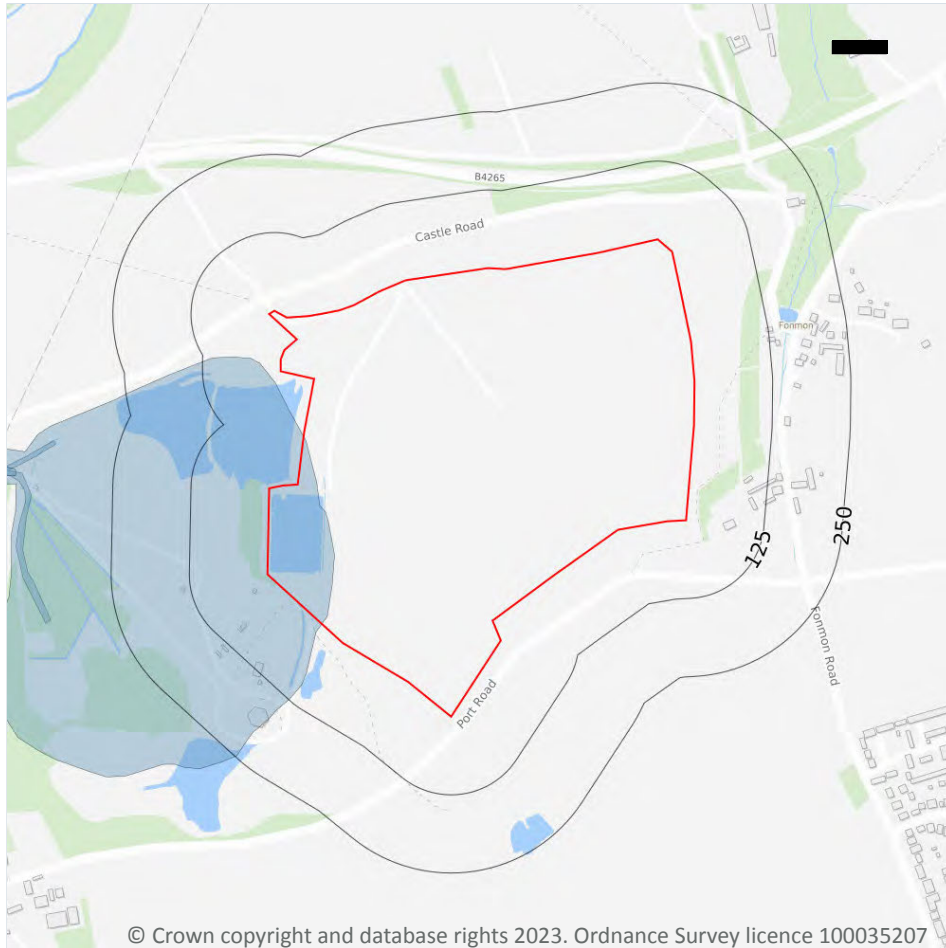 B4265
Castle Road
Fonmon
250
125
Fonmon Road
Port Road
© Crown copyright and database rights 2023. Ordnance Survey licence 100035207